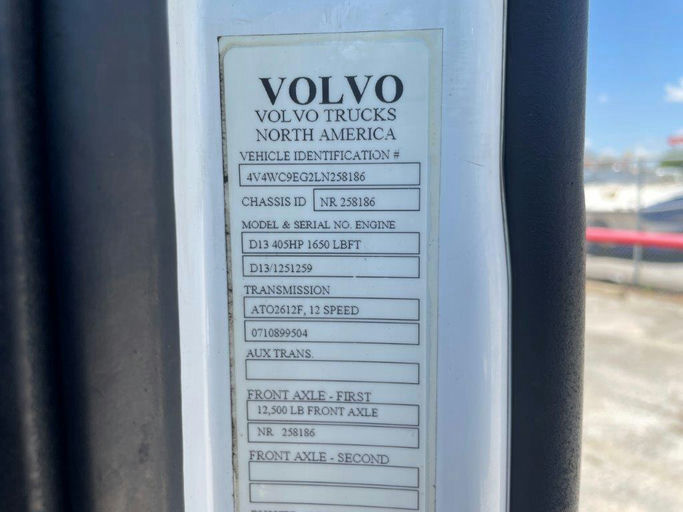 VOLVO
VOLVO TRUCKS
NORTH AMERICA
VEHICLE IDENTIFICATION #
4V4WC9EG2LN258186
CHASSIS ID
NR 258186
MODEL & SERIAL NO. ENGINE
D13 405HP 1650 LBFT
D13/1251259
TRANSMISSION
ATO2612F, 12 SPEED
0710899504
AUX TRANS.
FRONT AXLE - FIRST
12,500 LB FRONT AXLE
NR 258186
FRONT AXLE - SECOND